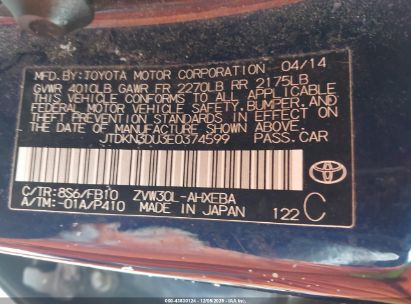 MFD. BY: TOYOTA MOTOR CORPORATION 04/14
GVWR 4010LB GAWR FR 2270LB RR 2175LB
THIS VEHICLE CONFORMS TO ALL APPLICABLE
FEDERAL MOTOR VEHICLE SAFETY, BUMPER, AND
THEFT PREVENTION STANDARDS IN EFFECT ON
THE DATE OF MANUFACTURE SHOWN ABOVE.
JTDKN3DU3E0374599 PASS. CAR
C/TR: 8S6/FB10 ZVW30L-AHXEBA
A/TM: -01A/P410 MADE IN JAPAN 122 C
TOYOTA